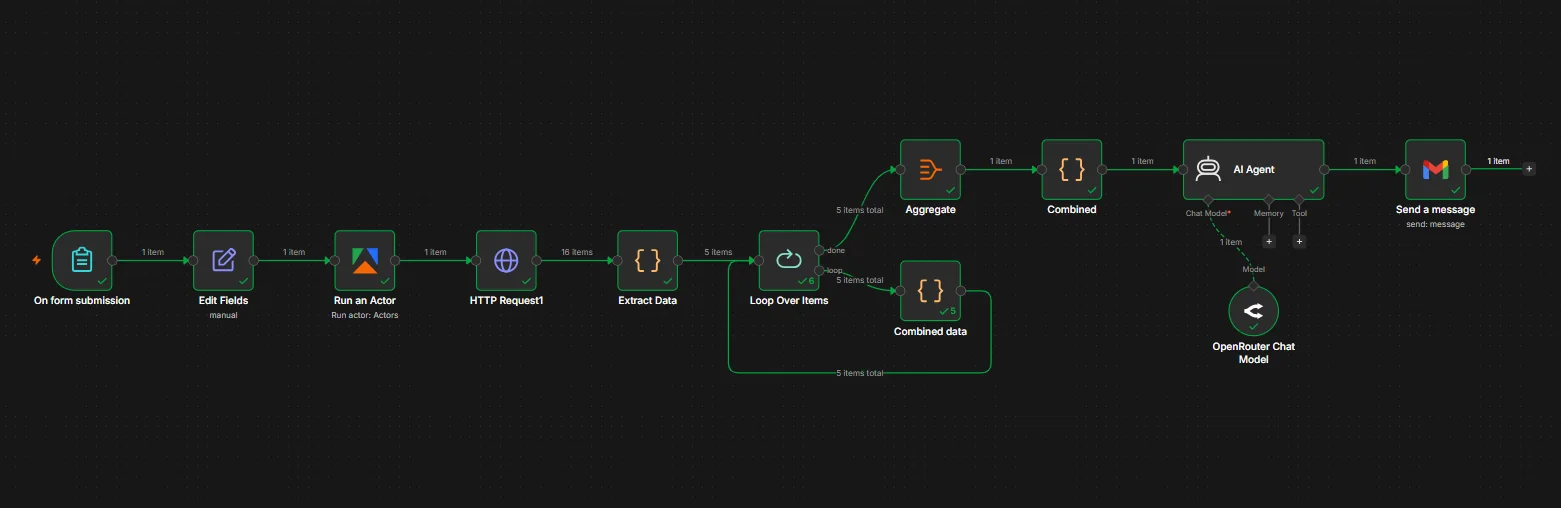 On form submission
1 item
Edit Fields
manual
1 item
Run an Actor
Run actor: Actors
1 item
HTTP Request1
16 items
Extract Data
5 items
Loop Over Items
6
done
loop
5 items total
5 items total
5 items total
Aggregate
1 item
Combined
1 item
Combined data
5
AI Agent
Chat Model*
Memory
Tool
1 item
Model
OpenRouter Chat
Model
1 item
Send a message
send: message
1 item